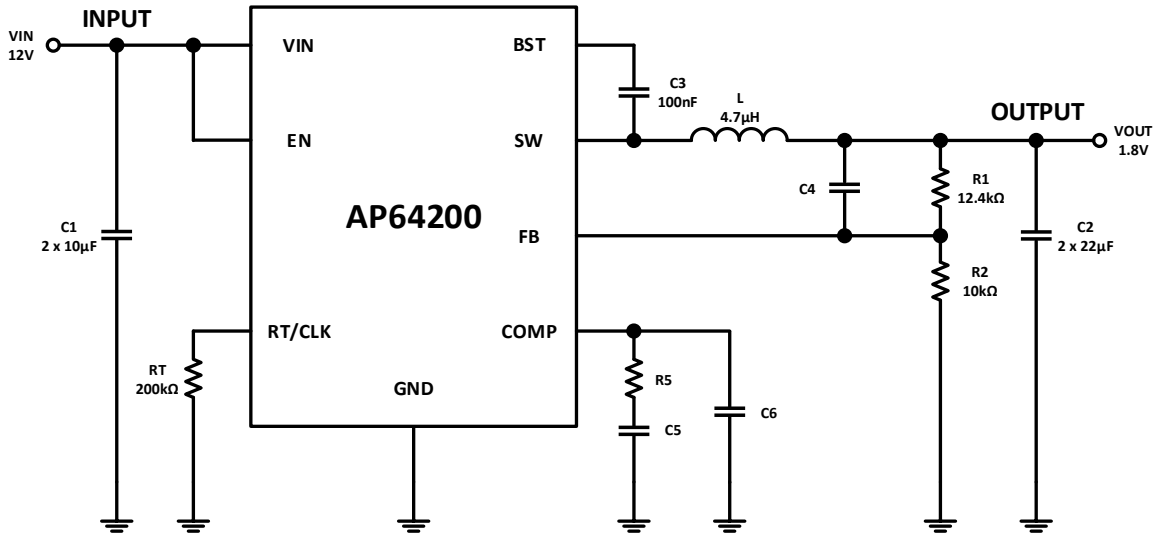 INPUT
VIN
12V
VIN
BST
C3
100nF
L
4.7µH
OUTPUT
VOUT
1.8V
EN
SW
C4
R1
12.4kΩ
AP64200
C1
2 x 10µF
FB
C2
2 x 22µF
R2
10kΩ
RT/CLK
COMP
RT
200kΩ
R5
GND
C6
C5